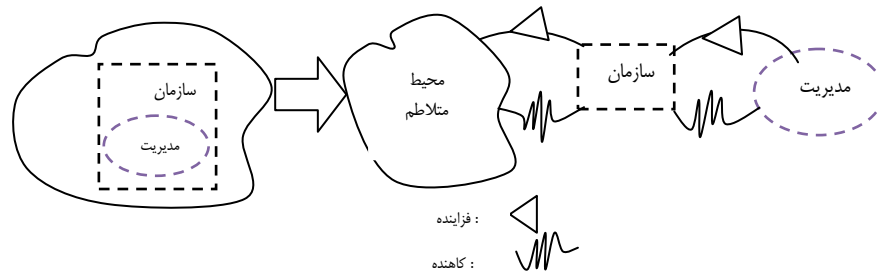 سازمان
مدیریت
محیط
متلاطم
سازمان
مدیریت
فزاینده :
کاهنده :